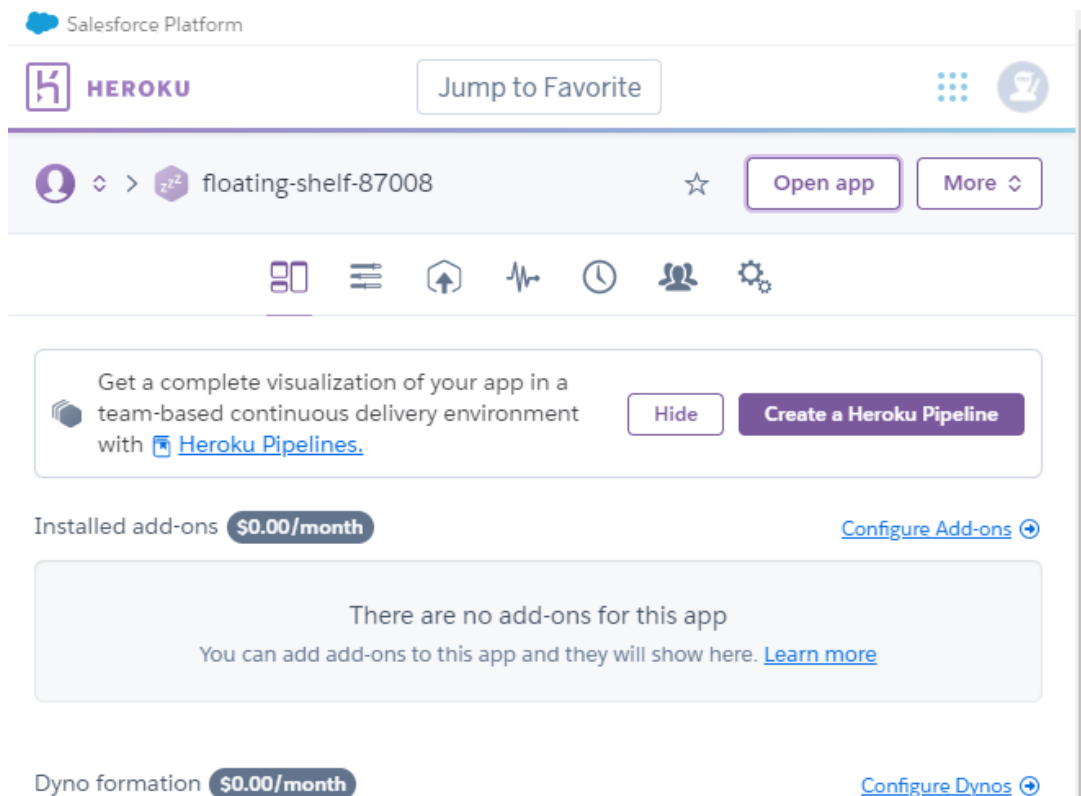 Salesforce Platform
HEROKU
Jump to Favorite
floating-shelf-87008
Open app
More
Get a complete visualization of your app in a
team-based continuous delivery environment
with Heroku Pipelines.
Hide
Create a Heroku Pipeline
Installed add-ons $0.00/month
Configure Add-ons
There are no add-ons for this app
You can add add-ons to this app and they will show here. Learn more
Dyno formation $0.00/month
Configure Dynos